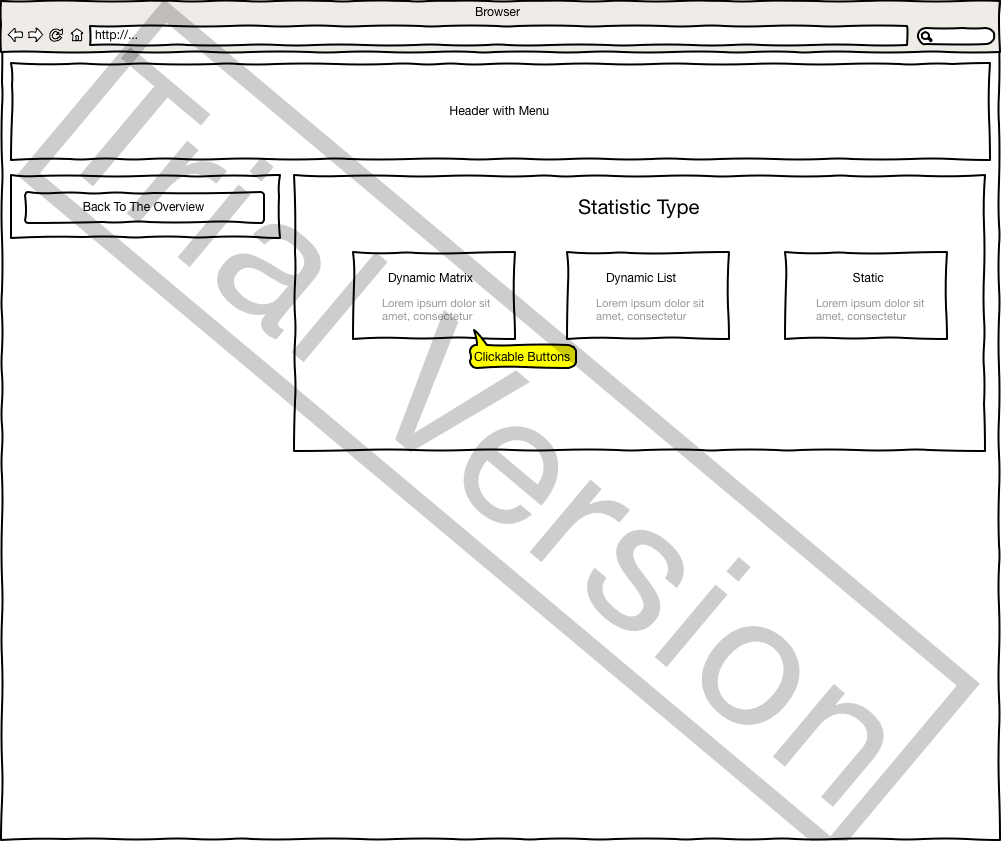 Browser
http://...
Header with Menu
Back To The Overview
Statistic Type
Dynamic Matrix
Lorem ipsum dolor sit
amet, consectetur
Dynamic List
Lorem ipsum dolor sit
amet, consectetur
Static
Lorem ipsum dolor sit
amet, consectetur
Clickable Buttons
Trial Version